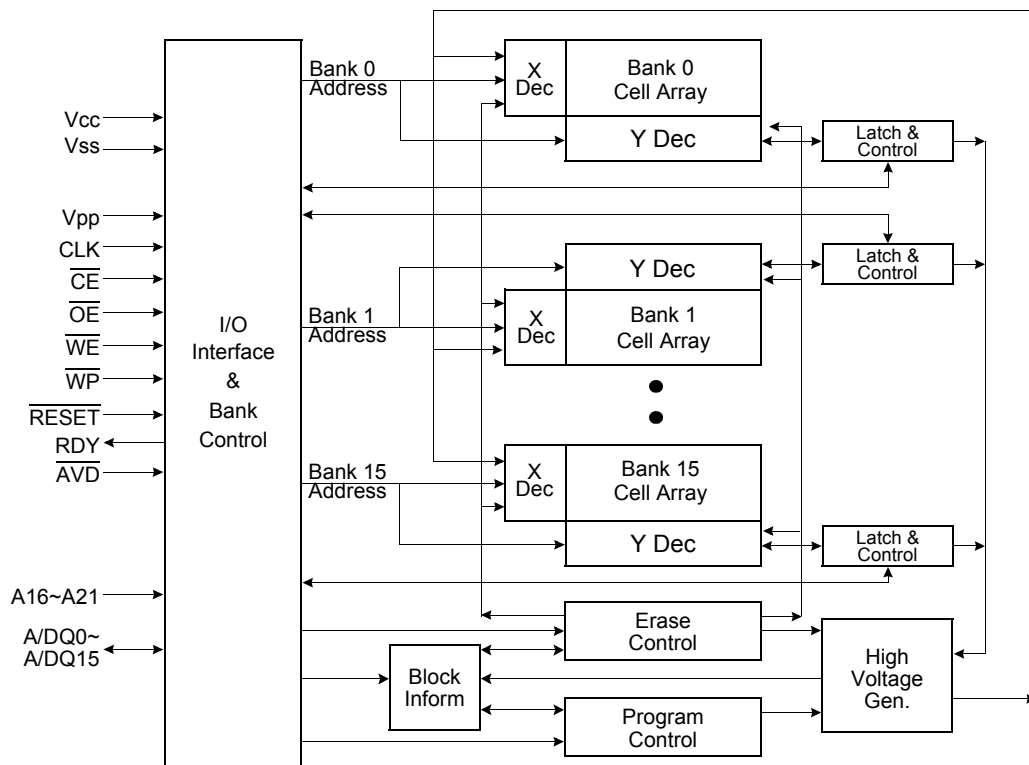 Vcc
Vss
Vpp
CLK
CE
OE
WE
WP
RESET
RDY
AVD
A16~A21
A/DQ0~
A/DQ15
I/O
Interface
&
Bank
Control
Bank 0
Address
X
Dec
Bank 0
Cell Array
Y Dec
Latch &
Control
Bank 1
Address
Y Dec
X
Dec
Bank 1
Cell Array
Latch &
Control
Bank 15
Address
X
Dec
Bank 15
Cell Array
Y Dec
Latch &
Control
Erase
Control
Block
Inform
Program
Control
High
Voltage
Gen.